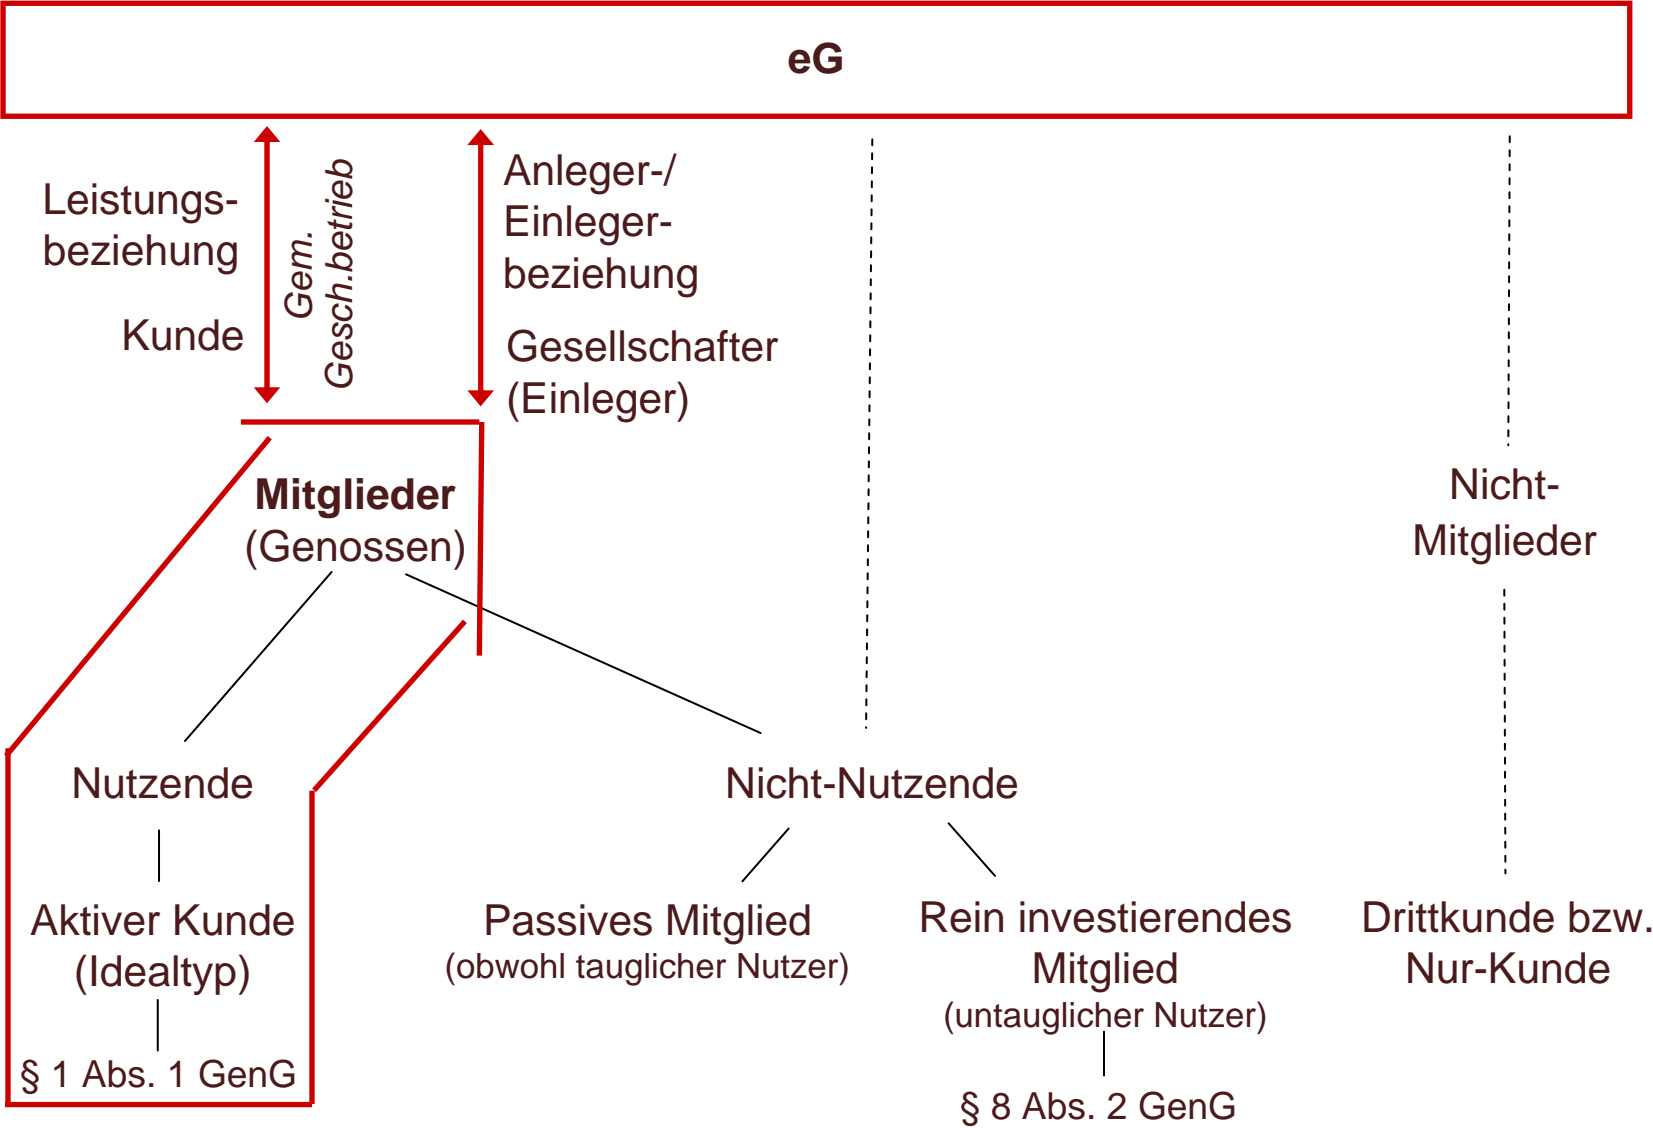 eG
Leistungs-
beziehung
Kunde
Gem.
Gesch.betrieb
Anleger-/
Einleger-
beziehung
Gesellschafter
(Einleger)
Mitglieder
(Genossen)
Nicht-
Mitglieder
Nutzende
Nicht-Nutzende
Aktiver Kunde
(Idealtyp)
§ 1 Abs. 1 GenG
Passives Mitglied
(obwohl tauglicher Nutzer)
Rein investierendes
Mitglied
(untauglicher Nutzer)
§ 8 Abs. 2 GenG
Drittkunde bzw.
Nur-Kunde